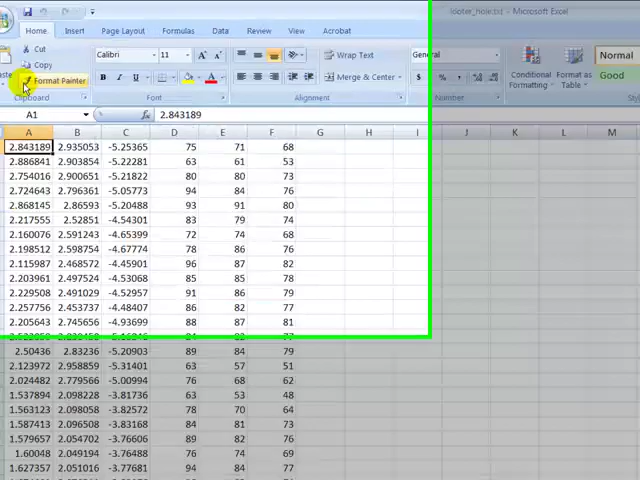 looter_hole.txt - Microsoft Excel
Home Insert Page Layout Formulas Data Review View Acrobat
Cut
Copy
Format Painter
Clipboard
Calibri 11 A A
B I U A
Font
Wrap Text
Merge & Center
Alignment
General
$ % ,
Number
Conditional Formatting
Format as Table
Normal
Good
A1 2.843189
A B C D E F G H I J K L M
2.843189 2.935053 -5.25365 75 71 68
2.886841 2.903854 -5.22281 63 61 53
2.754016 2.900651 -5.21822 80 80 73
2.724643 2.796361 -5.05773 94 84 76
2.868145 2.86593 -5.20488 93 91 80
2.217555 2.52851 -4.54301 83 79 74
2.160076 2.591243 -4.65399 72 74 68
2.198512 2.598754 -4.67774 78 86 76
2.115987 2.468572 -4.45901 96 87 82
2.203961 2.497524 -4.53068 85 85 78
2.229508 2.491029 -4.52957 91 86 79
2.257756 2.453737 -4.48407 86 82 77
2.205643 2.745656 -4.93699 88 87 81
2.50436 2.83236 -5.20903 89 84 79
2.123972 2.958859 -5.31401 63 57 51
2.024482 2.779566 -5.00994 76 68 62
1.537894 2.098228 -3.81736 63 53 48
1.563123 2.098058 -3.82572 78 70 64
1.587413 2.096508 -3.83168 84 81 73
1.579657 2.054702 -3.76606 89 82 76
1.60048 2.049194 -3.76488 76 74 69
1.627357 2.051016 -3.77681 94 84 77